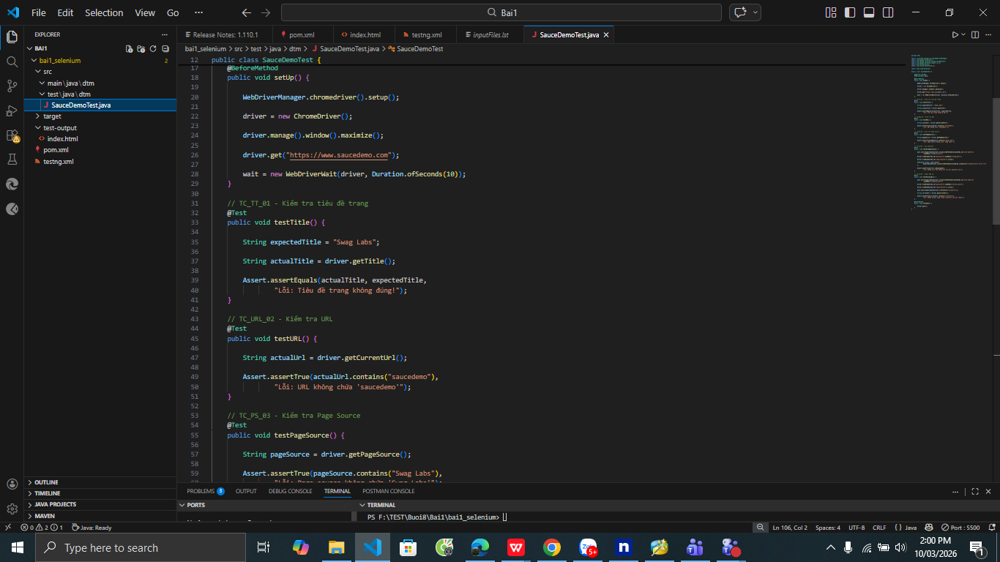 File Edit Selection View Go ···
Bai1
EXPLORER ···
Release Notes: 1.110.1
pom.xml
index.html
testng.xml
inputFiles.lst
SauceDemoTest.java
BAI1
bai1_selenium 2
src
main\java\dtm
test\java\dtm
SauceDemoTest.java
target
test-output
index.html
pom.xml
testng.xml
OUTLINE
TIMELINE
JAVA PROJECTS
MAVEN
bai1_selenium > src > test > java > dtm > SauceDemoTest.java > SauceDemoTest
12 public class SauceDemoTest {
17 @BeforeMethod
18 public void setUp() {
19
20 WebDriverManager.chromedriver().setup();
21
22 driver = new ChromeDriver();
23
24 driver.manage().window().maximize();
25
26 driver.get("https://www.saucedemo.com");
27
28 wait = new WebDriverWait(driver, Duration.ofSeconds(10));
29 }
30
31 // TC_TT_01 - Kiểm tra tiêu đề trang
32 @Test
33 public void testTitle() {
34
35 String expectedTitle = "Swag Labs";
36
37 String actualTitle = driver.getTitle();
38
39 Assert.assertEquals(actualTitle, expectedTitle,
40 "Lỗi: Tiêu đề trang không đúng!");
41 }
42
43 // TC_URL_02 - Kiểm tra URL
44 @Test
45 public void testURL() {
46
47 String actualUrl = driver.getCurrentUrl();
48
49 Assert.assertTrue(actualUrl.contains("saucedemo"),
50 "Lỗi: URL không chứa 'saucedemo'");
51 }
52
53 // TC_PS_03 - Kiểm tra Page Source
54 @Test
55 public void testPageSource() {
56
57 String pageSource = driver.getPageSource();
58
59 Assert.assertTrue(pageSource.contains("Swag Labs"),
60 "Lỗi: Page source không chứa 'Swag Labs'");
PROBLEMS 3 OUTPUT DEBUG CONSOLE TERMINAL POSTMAN CONSOLE
PORTS
TERMINAL
PS F:\TEST\Buoi8\Bai1\bai1_selenium>
0 2 1 Java: Ready
Ln 106, Col 2 Spaces: 4 UTF-8 CRLF {} Java Port : 5500
Type here to search
5+
2:00 PM
10/03/2026
1